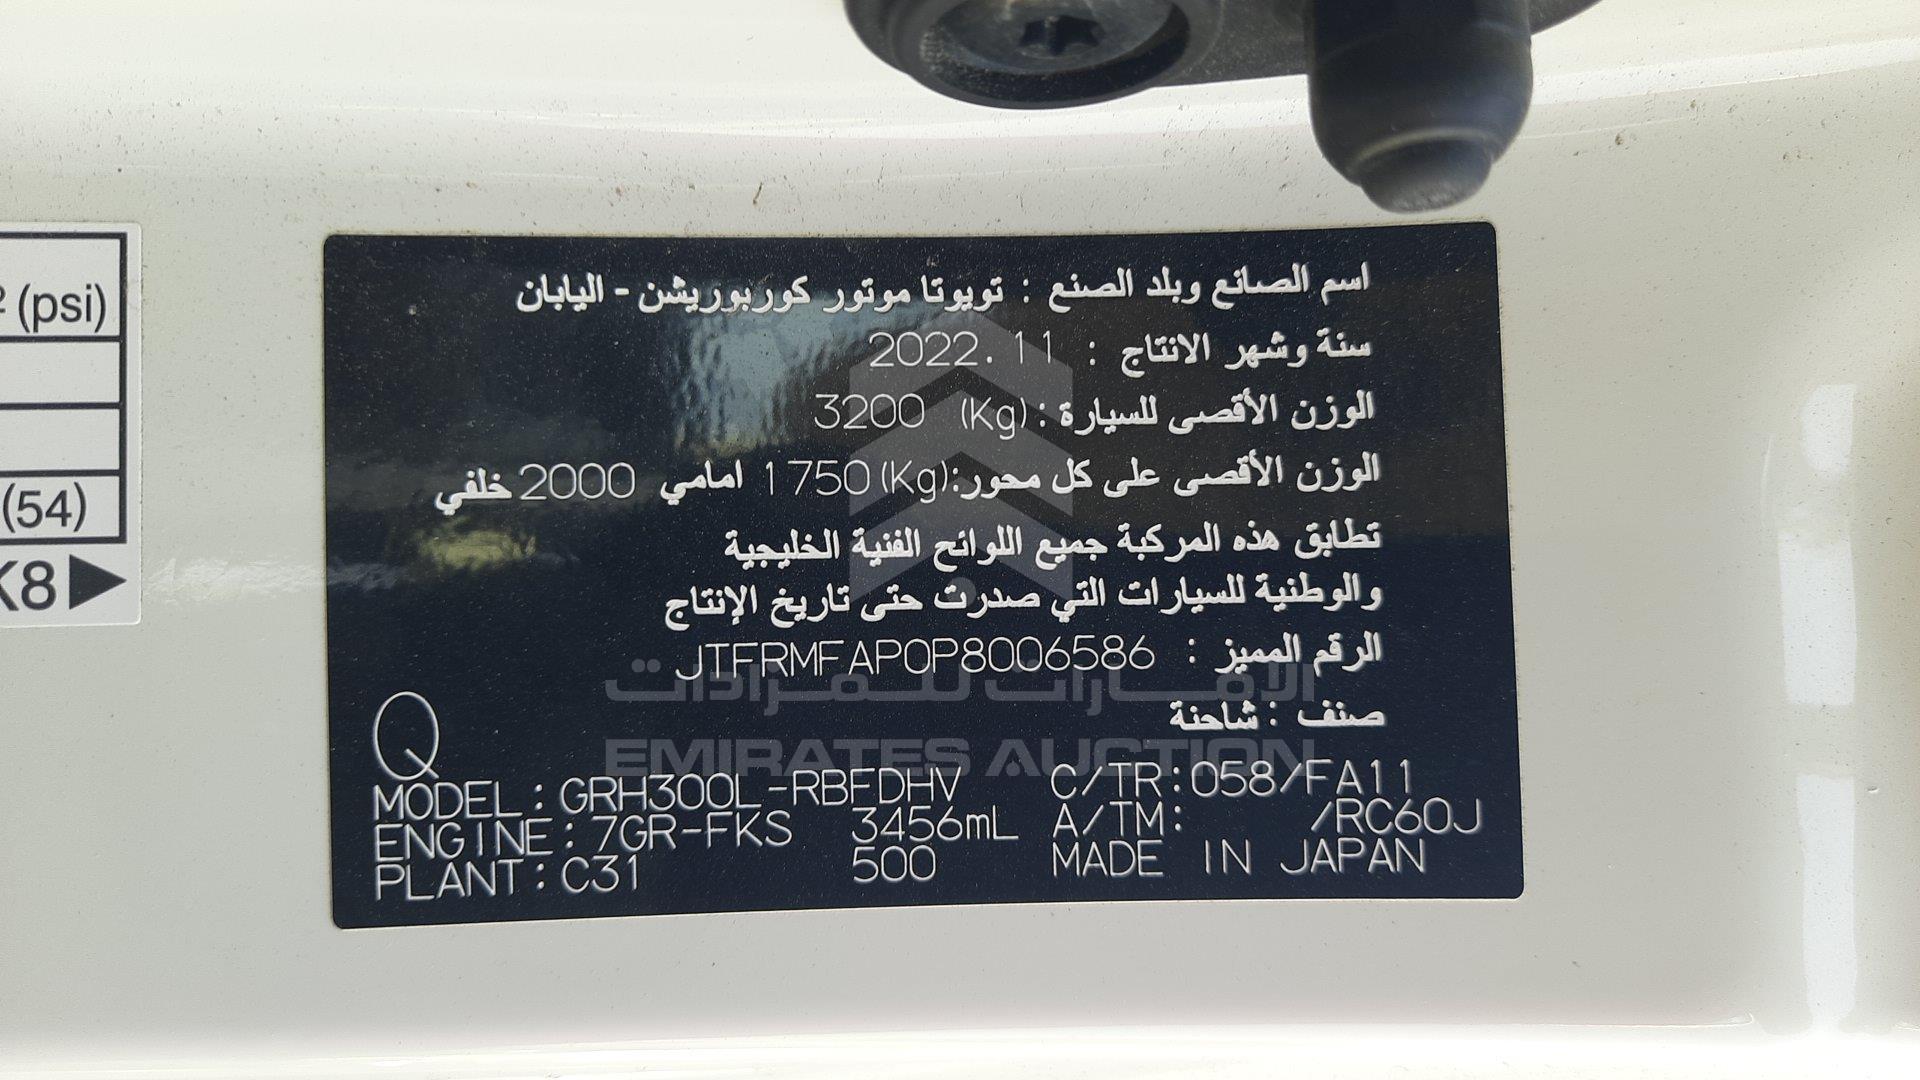 ² (psi)
(54)
K8
اسم الصانع وبلد الصنع : تويوتا موتور كوربوريشن - اليابان
سنة وشهر الانتاج : 2022.11
الوزن الأقصى للسيارة : (Kg) 3200
الوزن الأقصى على كل محور:(Kg) 1750 امامي 2000 خلفي
تطابق هذه المركبة جميع اللوائح الفنية الخليجية
والوطنية للسيارات التي صدرت حتى تاريخ الإنتاج
الرقم المميز : JTFRMFAP0P8006586
الإمارات للمزادات
صنف : شاحنة
EMIRATES AUCTION
Q
MODEL: GRH300L-RBFDHV C/TR:058/FA11
ENGINE: 7GR-FKS 3456mL A/TM: /RC60J
PLANT: C31 500 MADE IN JAPAN